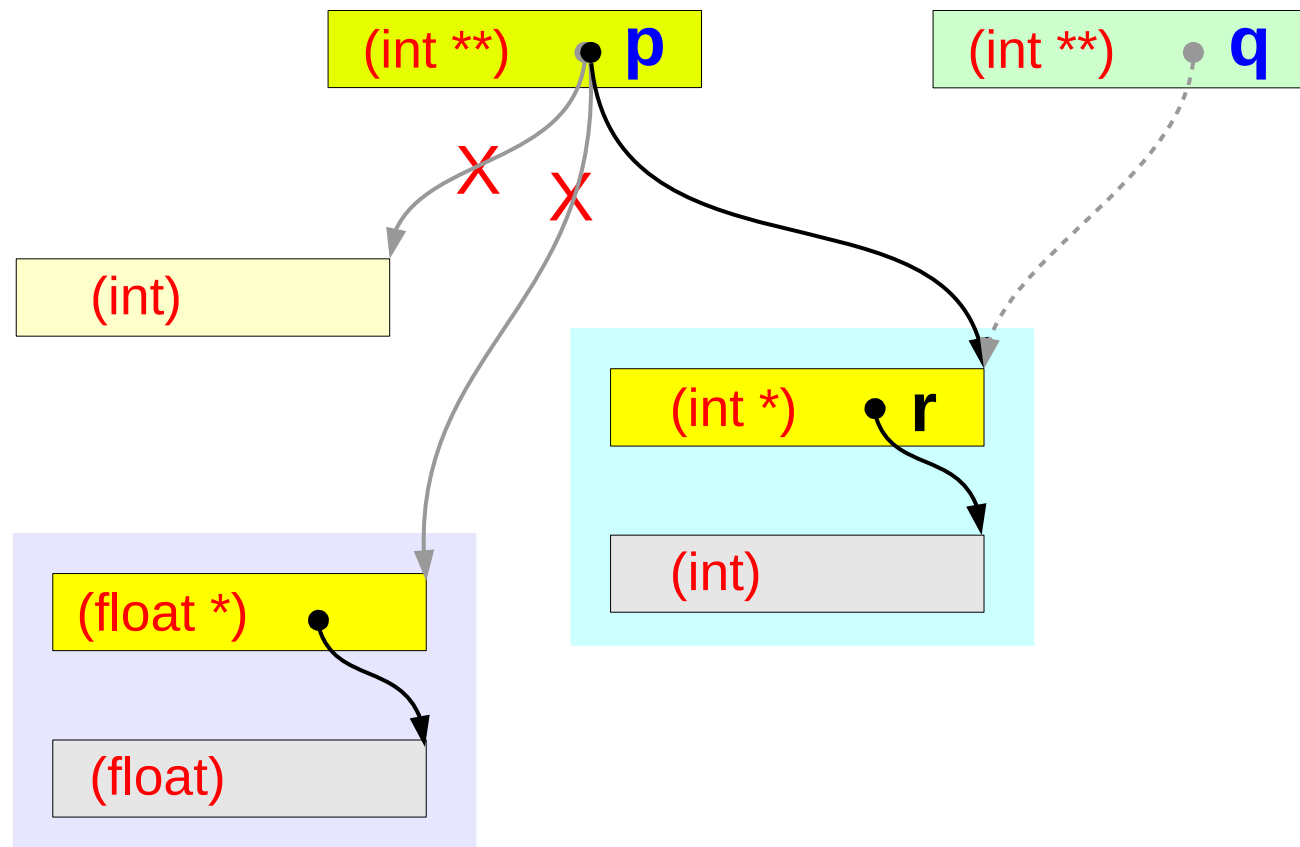 (int **) p
(int **) q
X
X
(int)
(int *) r
(int)
(float *)
(float)